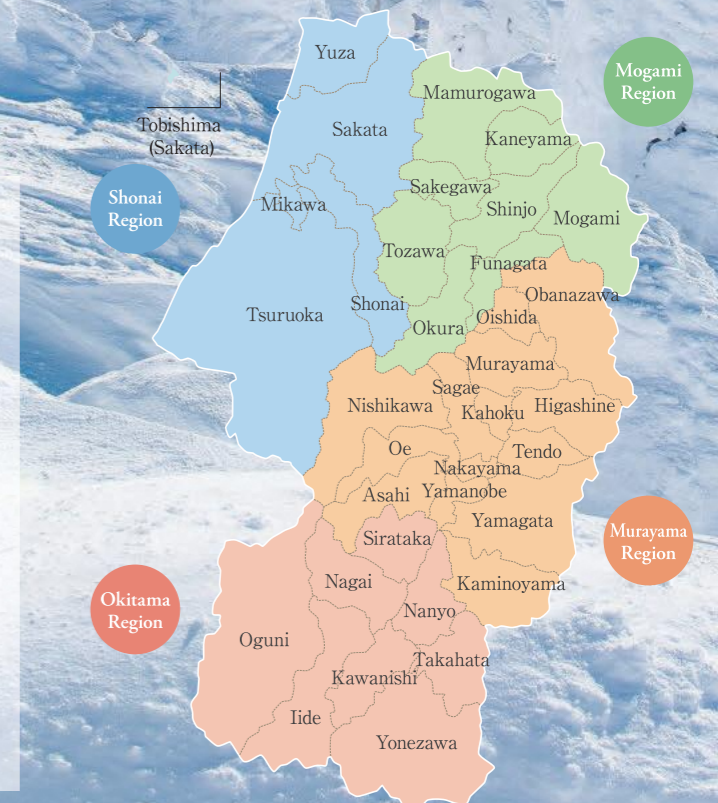 Yuza
Mogami
Region
Mamurogawa
Tobishima
(Sakata)
Sakata
Kaneyama
Shonai
Region
Mikawa
Sakegawa
Shinjo
Mogami
Tozawa
Funagata
Tsuruoka
Shonai
Obanazawa
Okura
Oishida
Murayama
Nishikawa
Sagae
Kahoku
Higashine
Oe
Tendo
Nakayama
Asahi
Yamanobe
Yamagata
Murayama
Region
Sirataka
Okitama
Region
Nagai
Kaminoyama
Nanyo
Oguni
Takahata
Kawanishi
Iide
Yonezawa